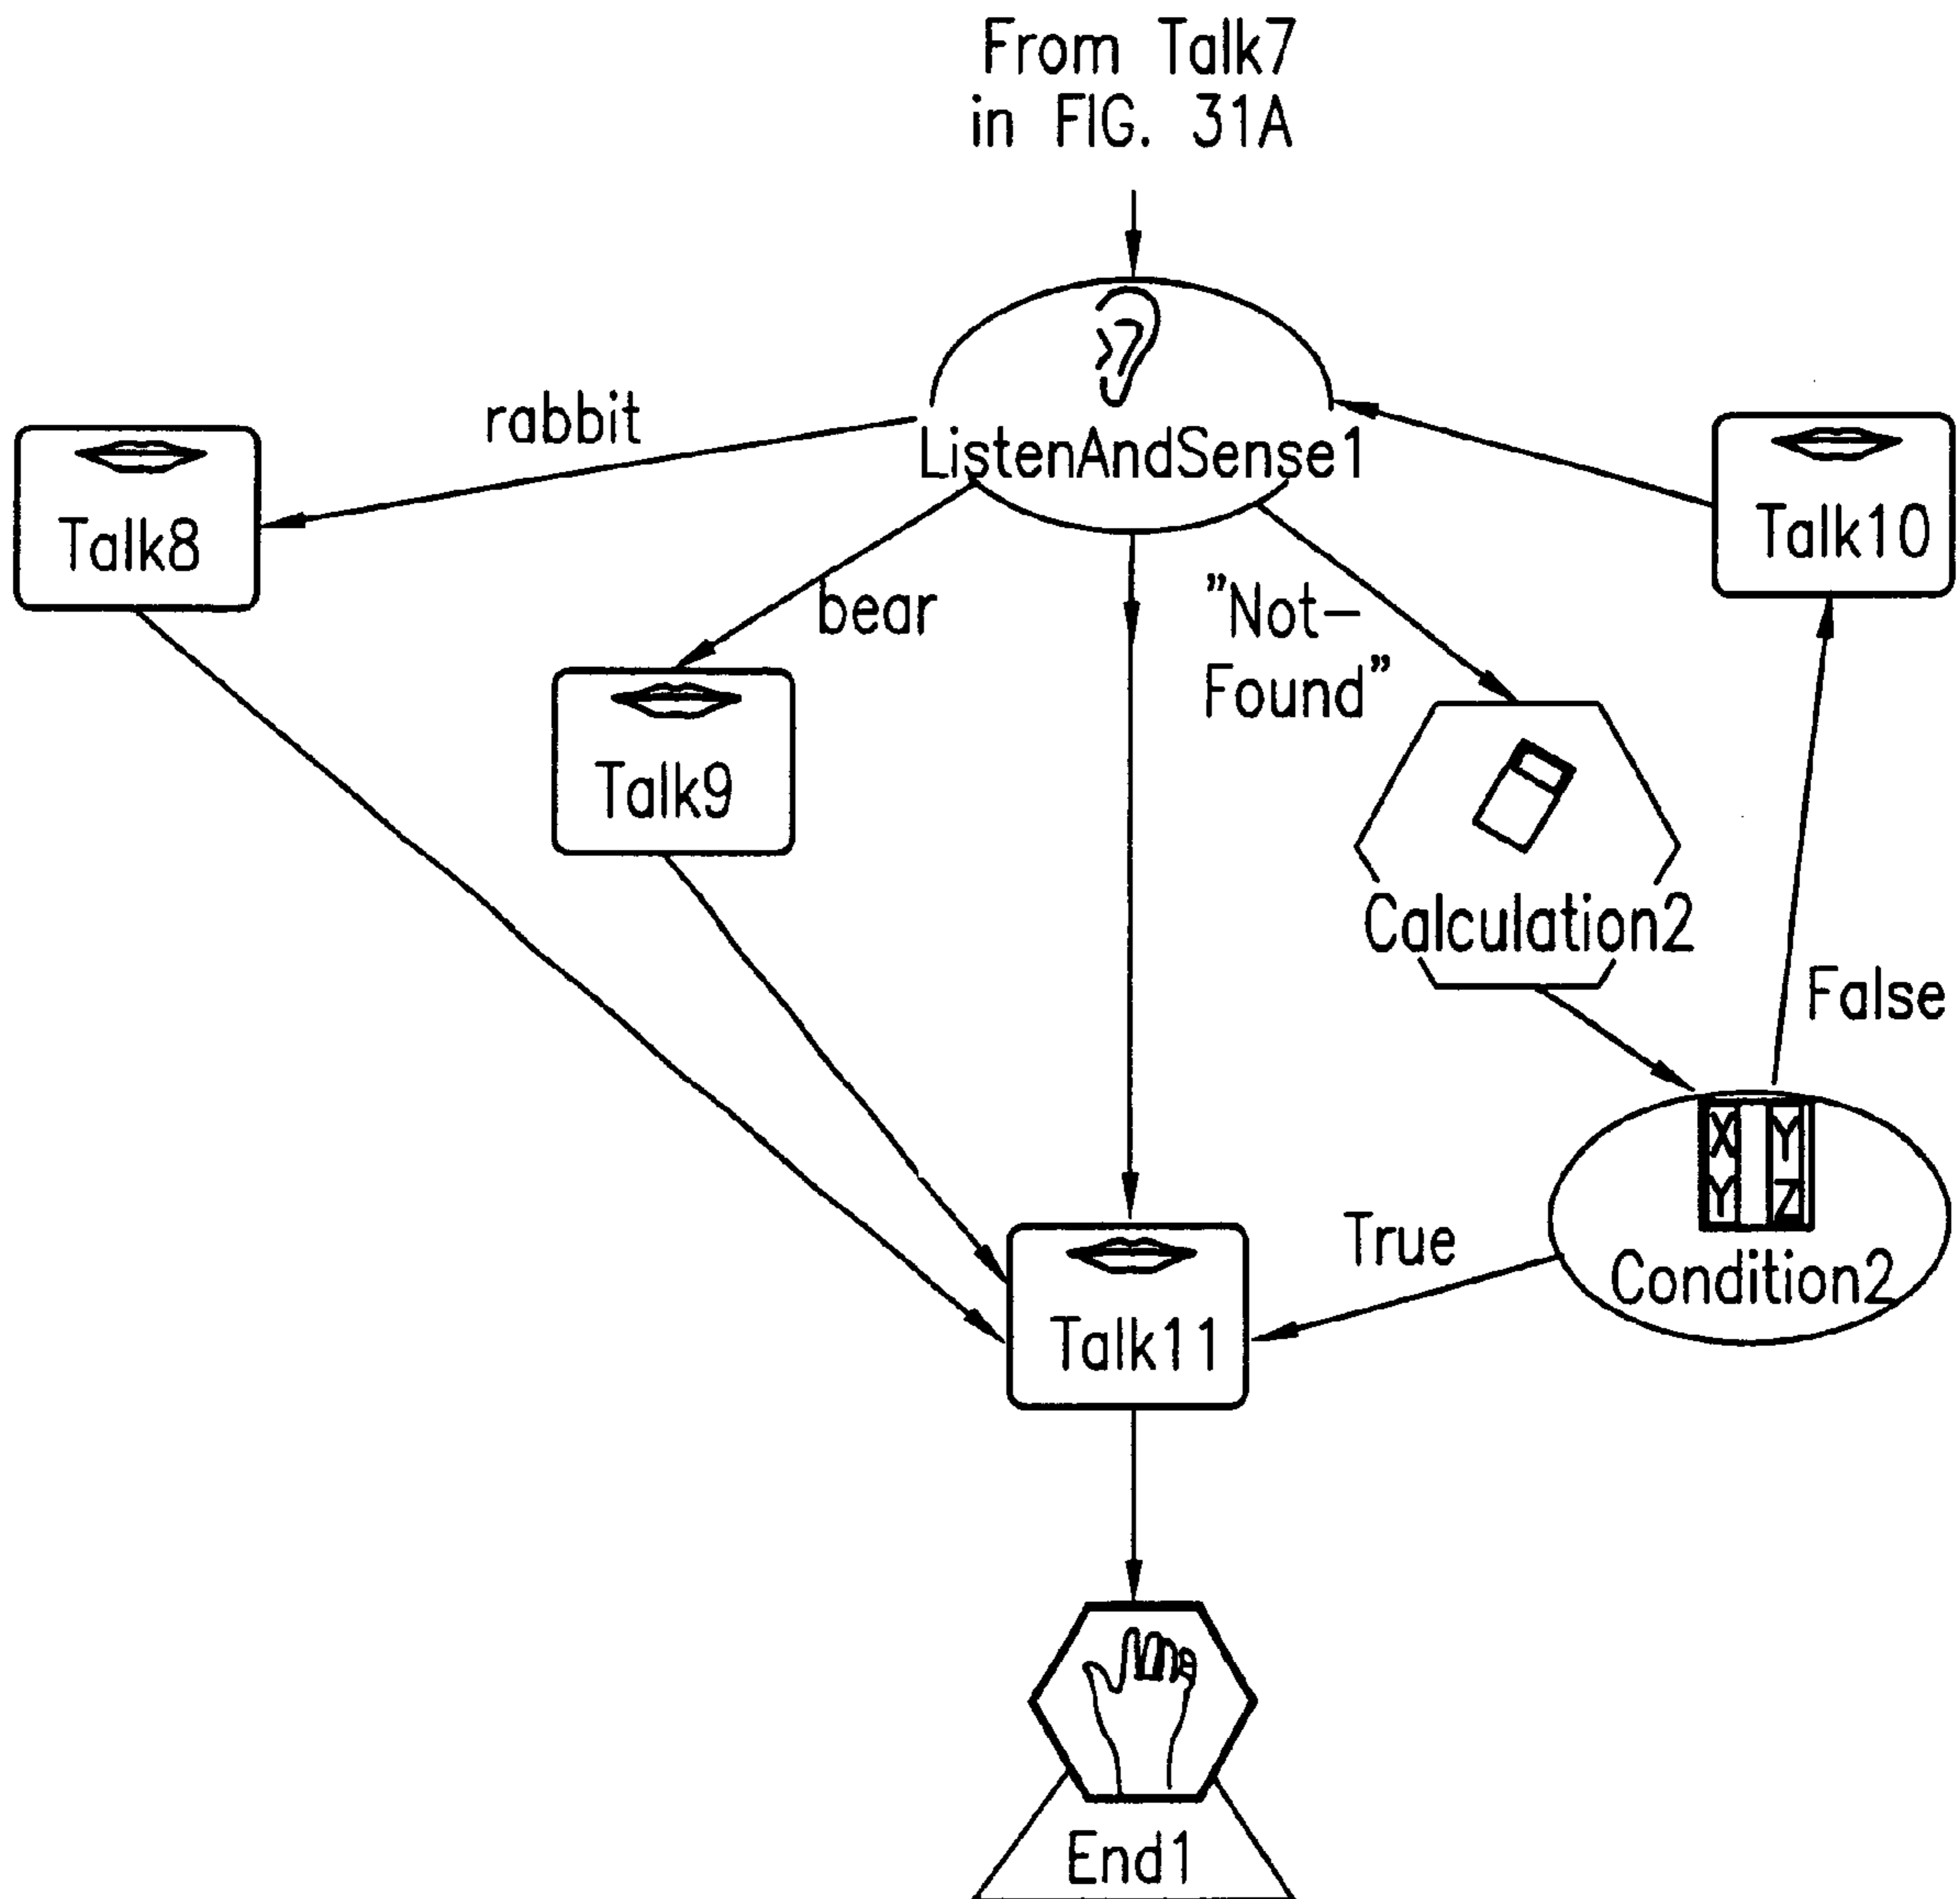 From Talk7
in FIG. 31A
rabbit
ListenAndSense1
Talk8
Talk10
bear
"Not-
Found"
Talk9
Calculation2
False
X Y
Y Z
True
Condition2
Talk11
End1